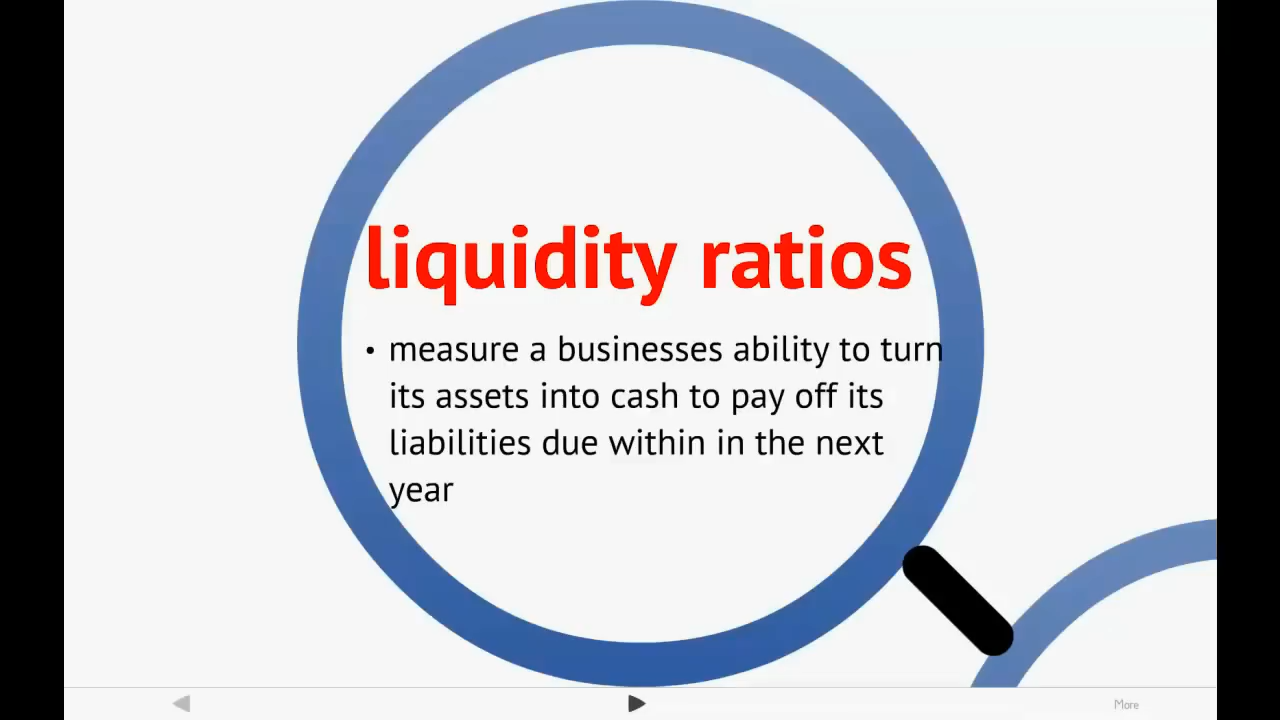 liquidity ratios
• measure a businesses ability to turn
its assets into cash to pay off its
liabilities due within in the next
year
More